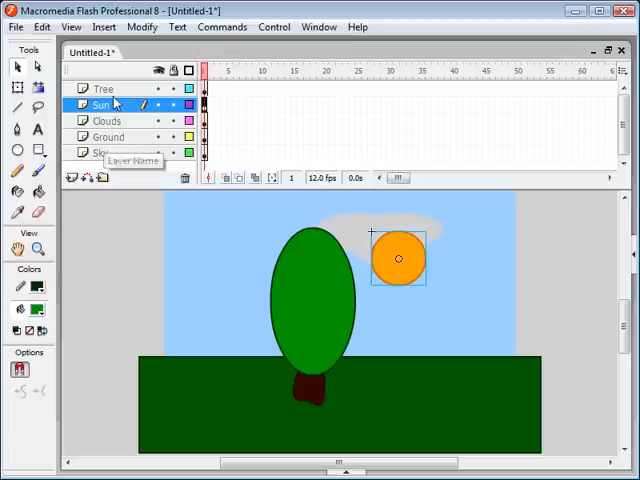 Macromedia Flash Professional 8 - [Untitled-1*]
File Edit View Insert Modify Text Commands Control Window Help
Tools
Untitled-1*
1 5 10 15 20 25 30 35 40 45 50 55 60 6
Tree
Sun
Clouds
Ground
Layer Name
1 12.0 fps 0.0s
View
Colors
Options